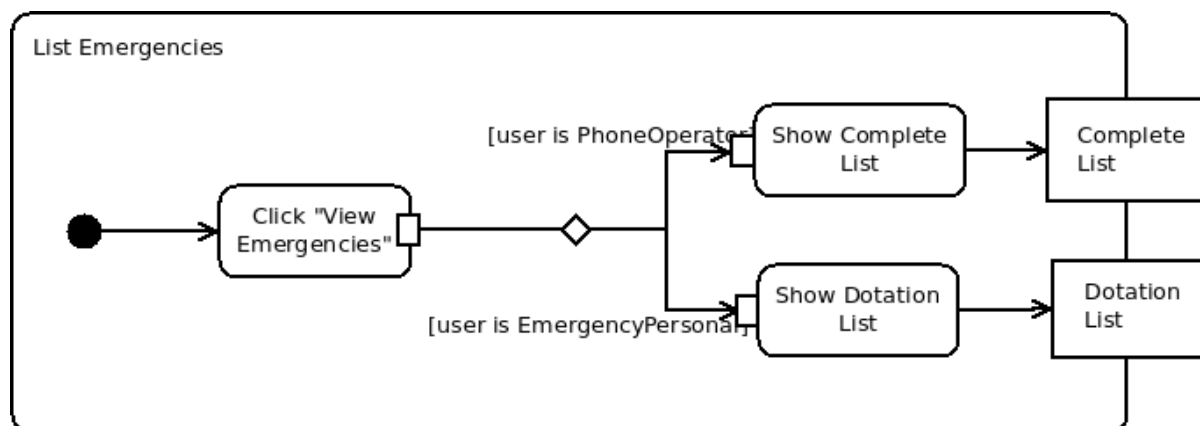 List Emergencies
[user is PhoneOperator]
Show Complete
List
Complete
List
Click "View
Emergencies"
Show Dotation
List
Dotation
List
[user is EmergencyPersonal]